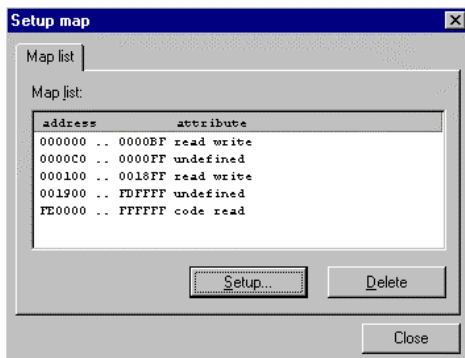 Setup map
Map list
Map list:
address attribute
000000 .. 0000BF read write
0000C0 .. 0000FF undefined
000100 .. 0018FF read write
001900 .. FDFFFF undefined
FE0000 .. FFFFFF code read
Setup... Delete
Close